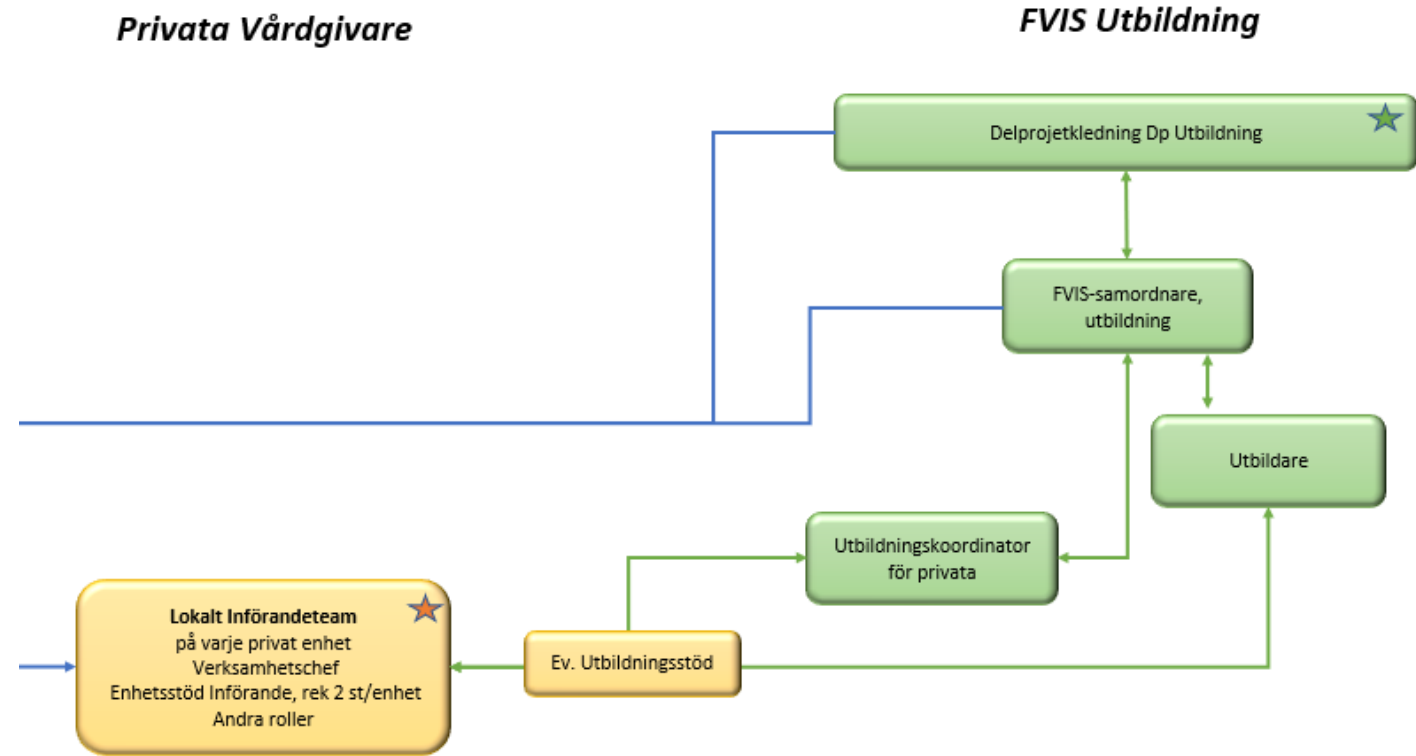 Privata Vårdgivare
FVIS Utbildning
Delprojetkledning Dp Utbildning
FVIS-samordnare,
utbildning
Utbildare
Utbildningskoordinator
för privata
Lokalt Införandeteam
på varje privat enhet
Verksamhetschef
Enhetsstöd Införande, rek 2 st/enhet
Andra roller
Ev. Utbildningsstöd